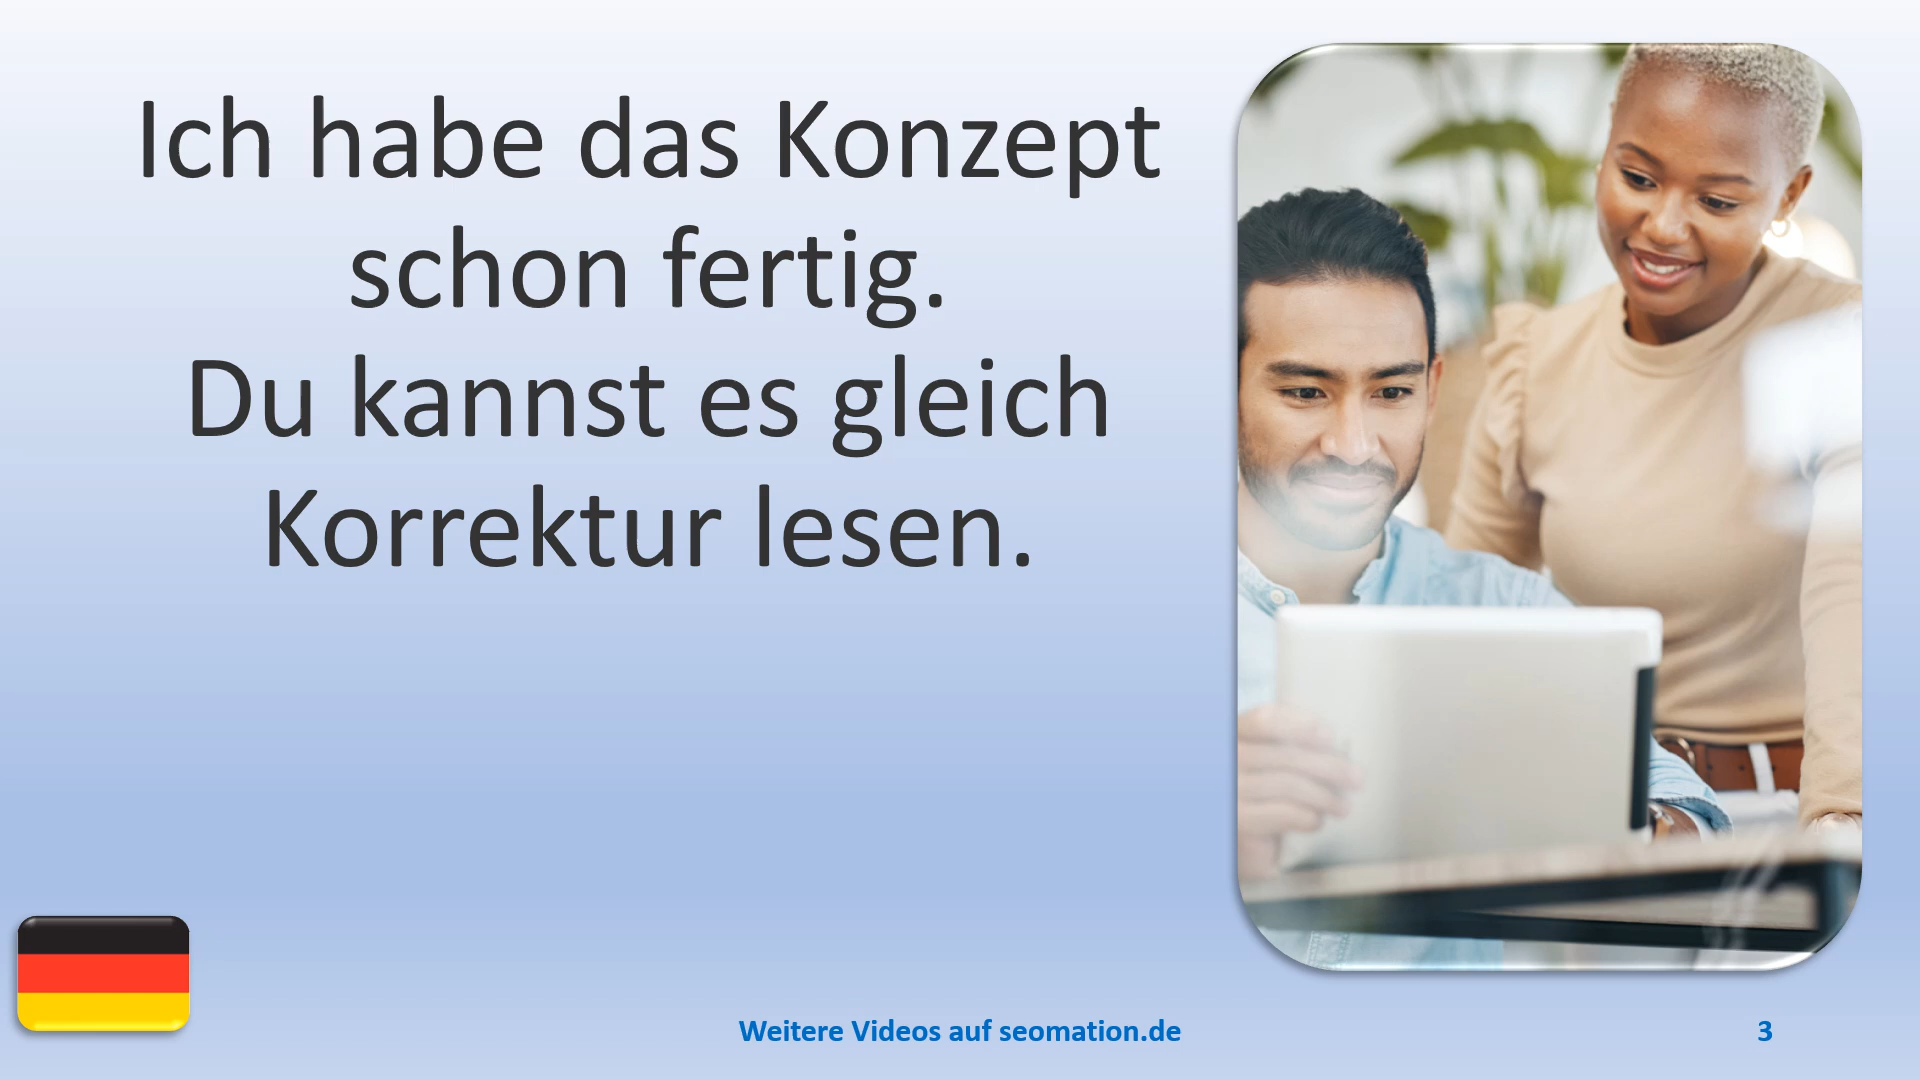 Ich habe das Konzept
schon fertig.
Du kannst es gleich
Korrektur lesen.
Weitere Videos auf seomation.de
3